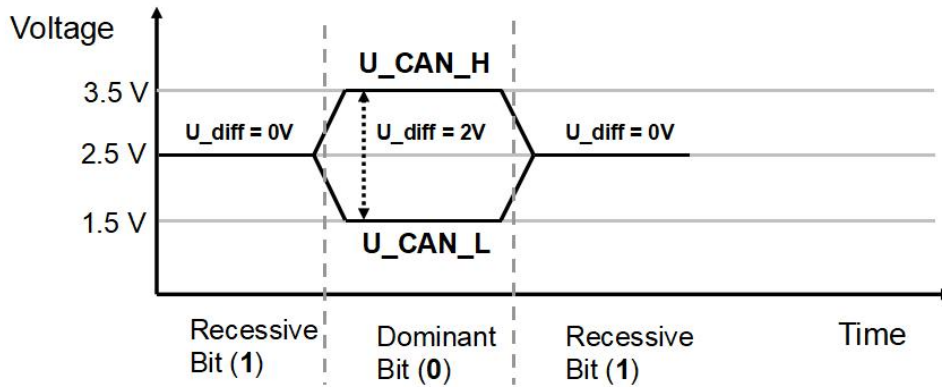 Voltage
U_CAN_H
3.5 V
U_diff = 0V
U_diff = 2V
U_diff = 0V
2.5 V
1.5 V
U_CAN_L
Recessive
Bit (1)
Dominant
Bit (0)
Recessive
Bit (1)
Time